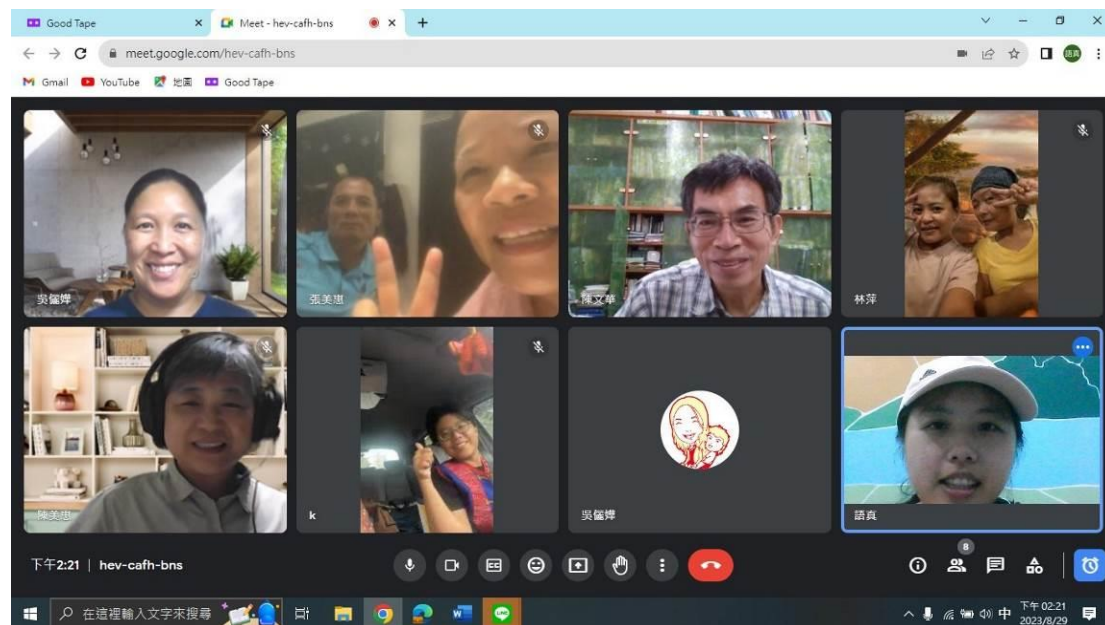 Good Tape
Meet - hev-cafh-bns
meet.google.com/hev-cafh-bns
語真
Gmail
YouTube
地圖
Good Tape
吳儷嬅
張美惠
陳文華
林萍
陳美惠
k
吳儷嬅
語真
下午2:21 | hev-cafh-bns
8
在這裡輸入文字來搜尋
中
下午 02:21
2023/8/29